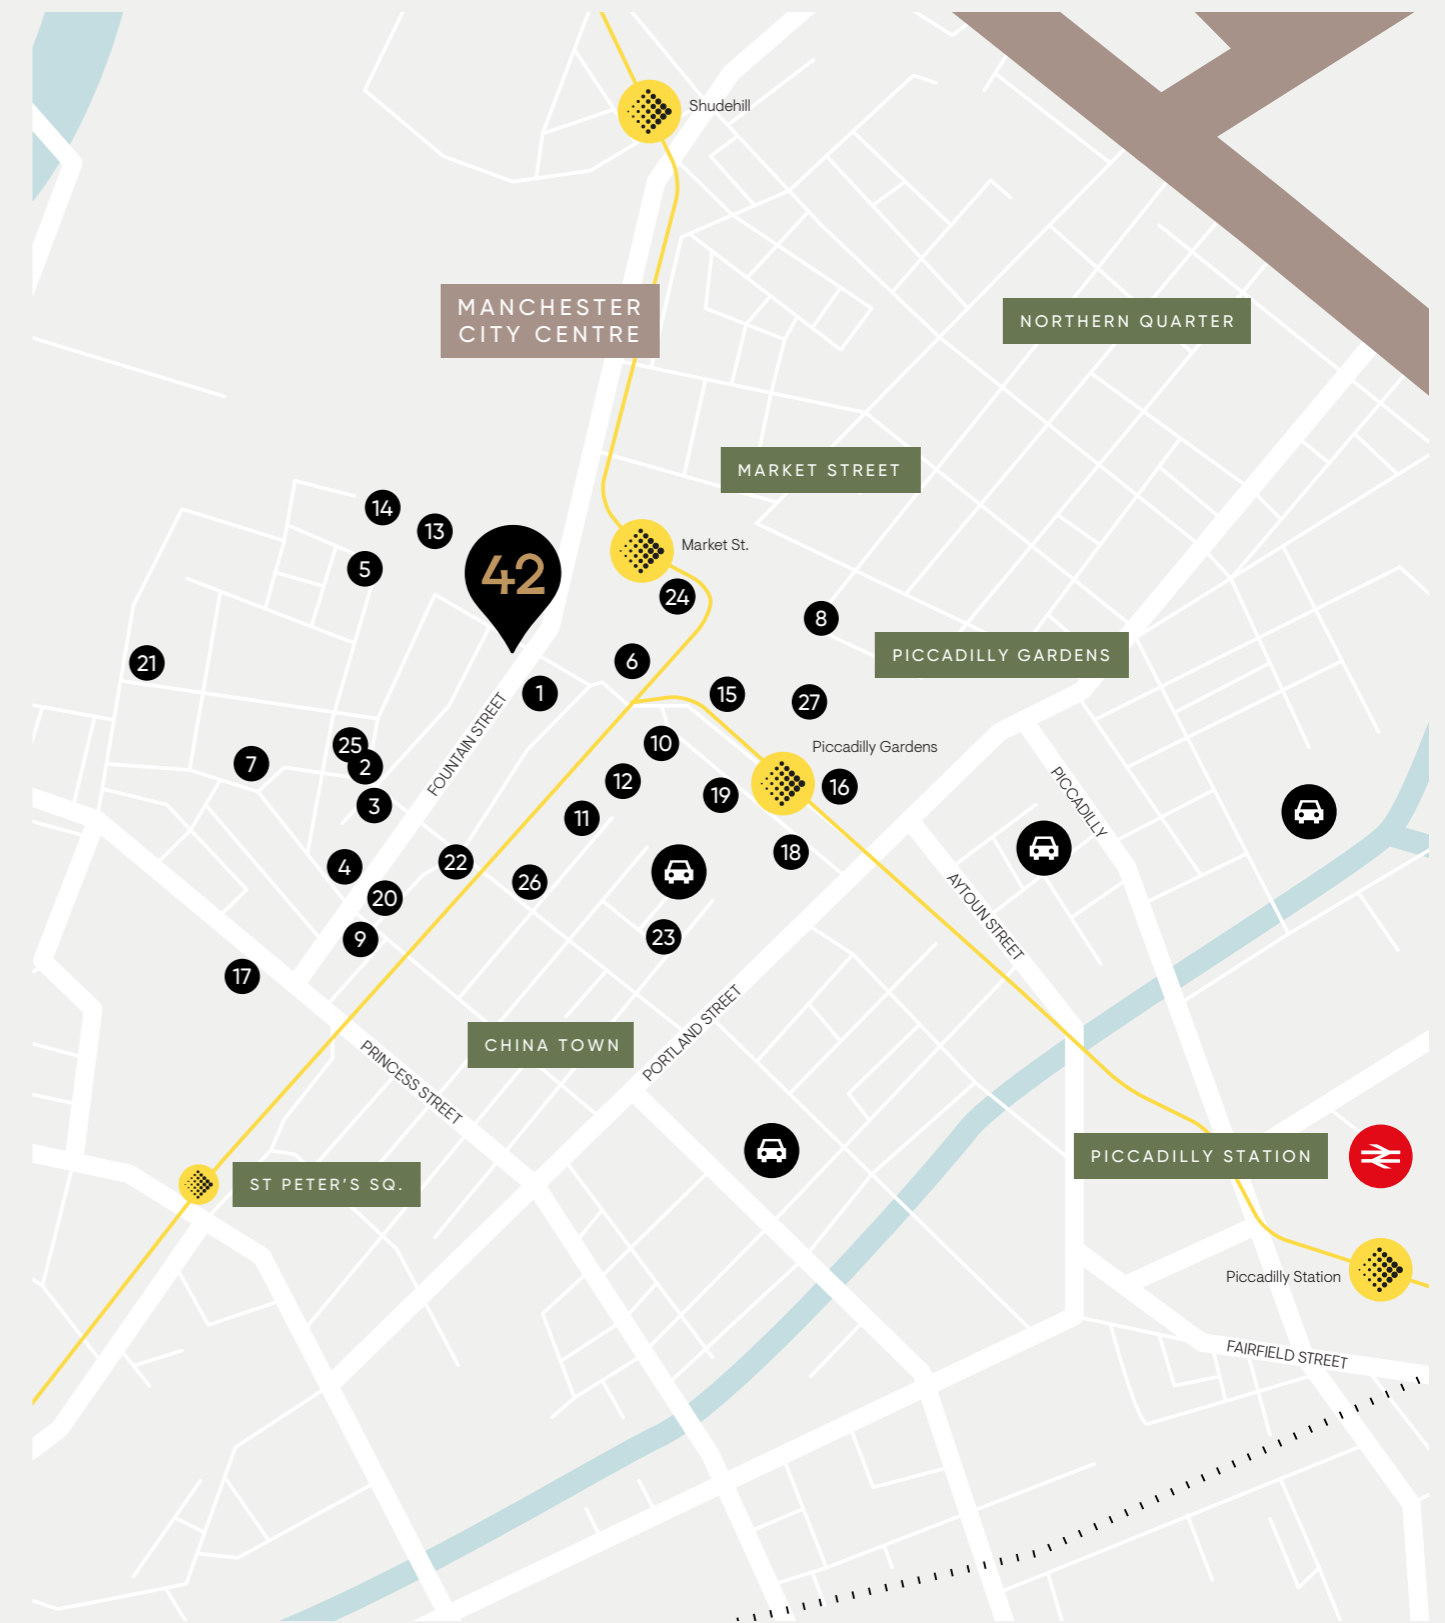 Shudehill
MANCHESTER
CITY CENTRE
NORTHERN QUARTER
MARKET STREET
14
13
5
42
Market St.
24
8
21
6
PICCADILLY GARDENS
1
15
27
FOUNTAIN STREET
25
2
7
10
Piccadilly Gardens
12
19
16
3
11
PICCADILLY
4
22
26
18
20
AYTOUN STREET
9
23
17
CHINA TOWN
PORTLAND STREET
PRINCESS STREET
PICCADILLY STATION
ST PETER'S SQ.
Piccadilly Station
FAIRFIELD STREET